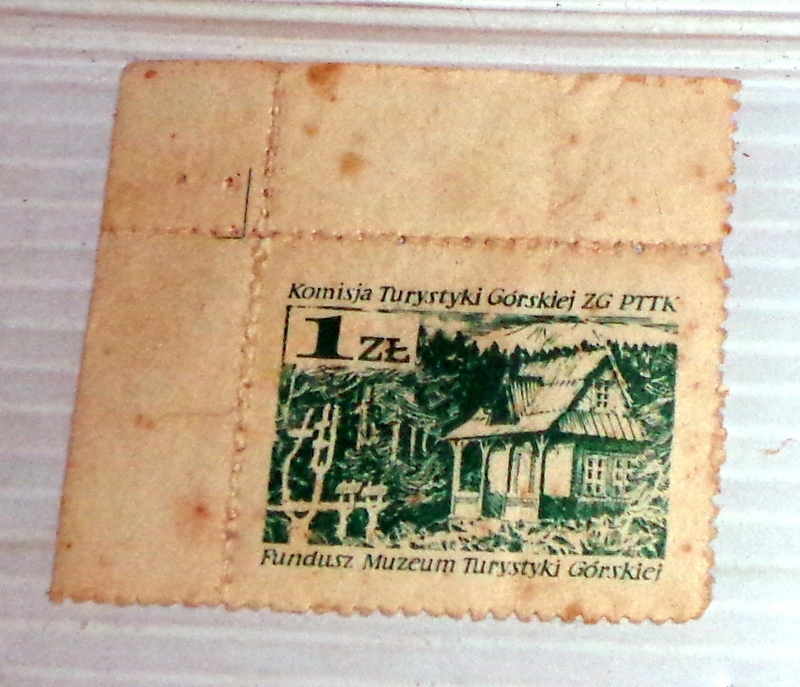 Komisja Turystyki Górskiej ZG PTTK
1 ZŁ
Fundusz Muzeum Turystyki Górskiej